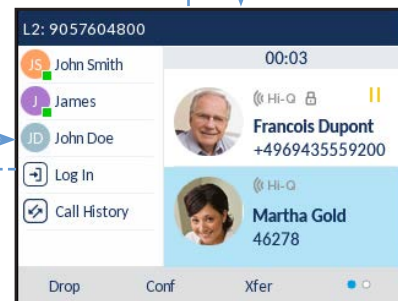 L2: 9057604800
JS John Smith
J James
JD John Doe
Log In
Call History
00:03
Hi-Q
Francois Dupont
+4969435559200
Hi-Q
Martha Gold
46278
Drop Conf Xfer